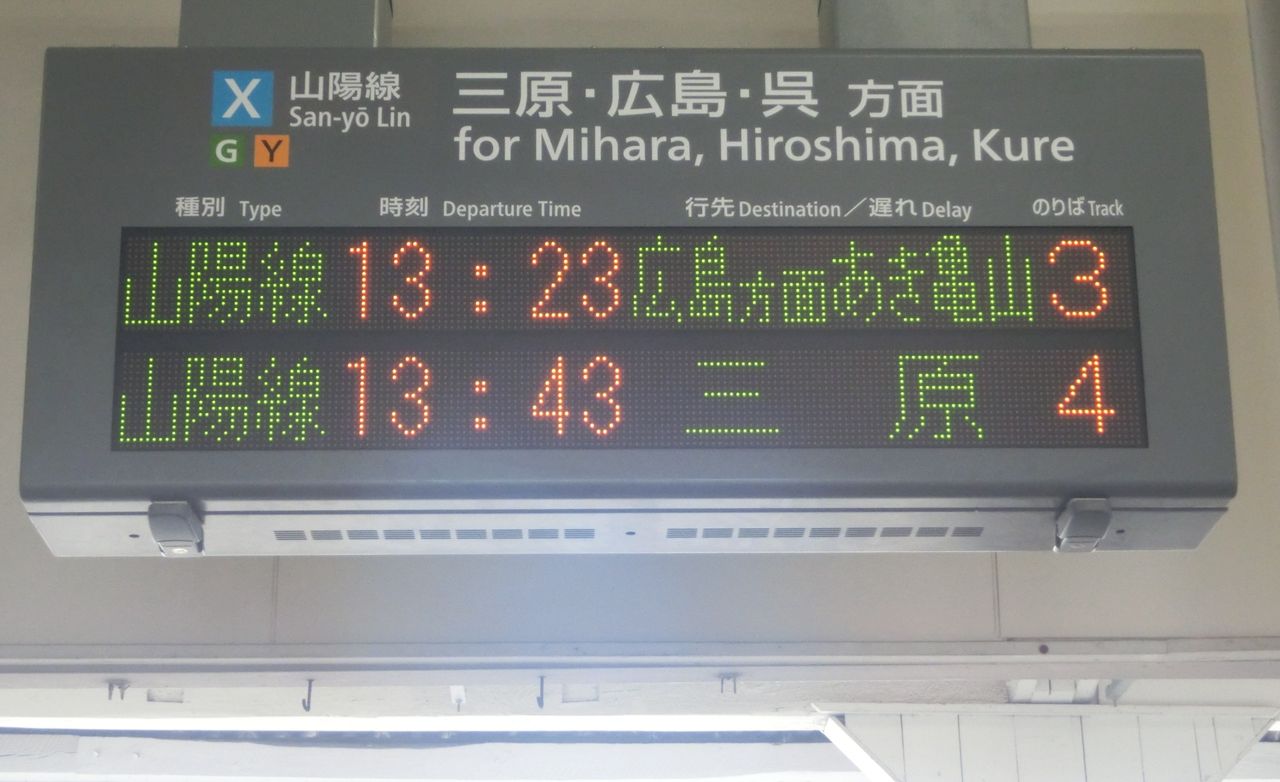 X 山陽線 三原・広島・呉 方面
San-yō Lin for Mihara, Hiroshima, Kure
G Y
種別 Type 時刻 Departure Time 行先 Destination／遅れ Delay のりば Track
山陽線 13:23 広島方面あき亀山 3
山陽線 13:43 三原 4